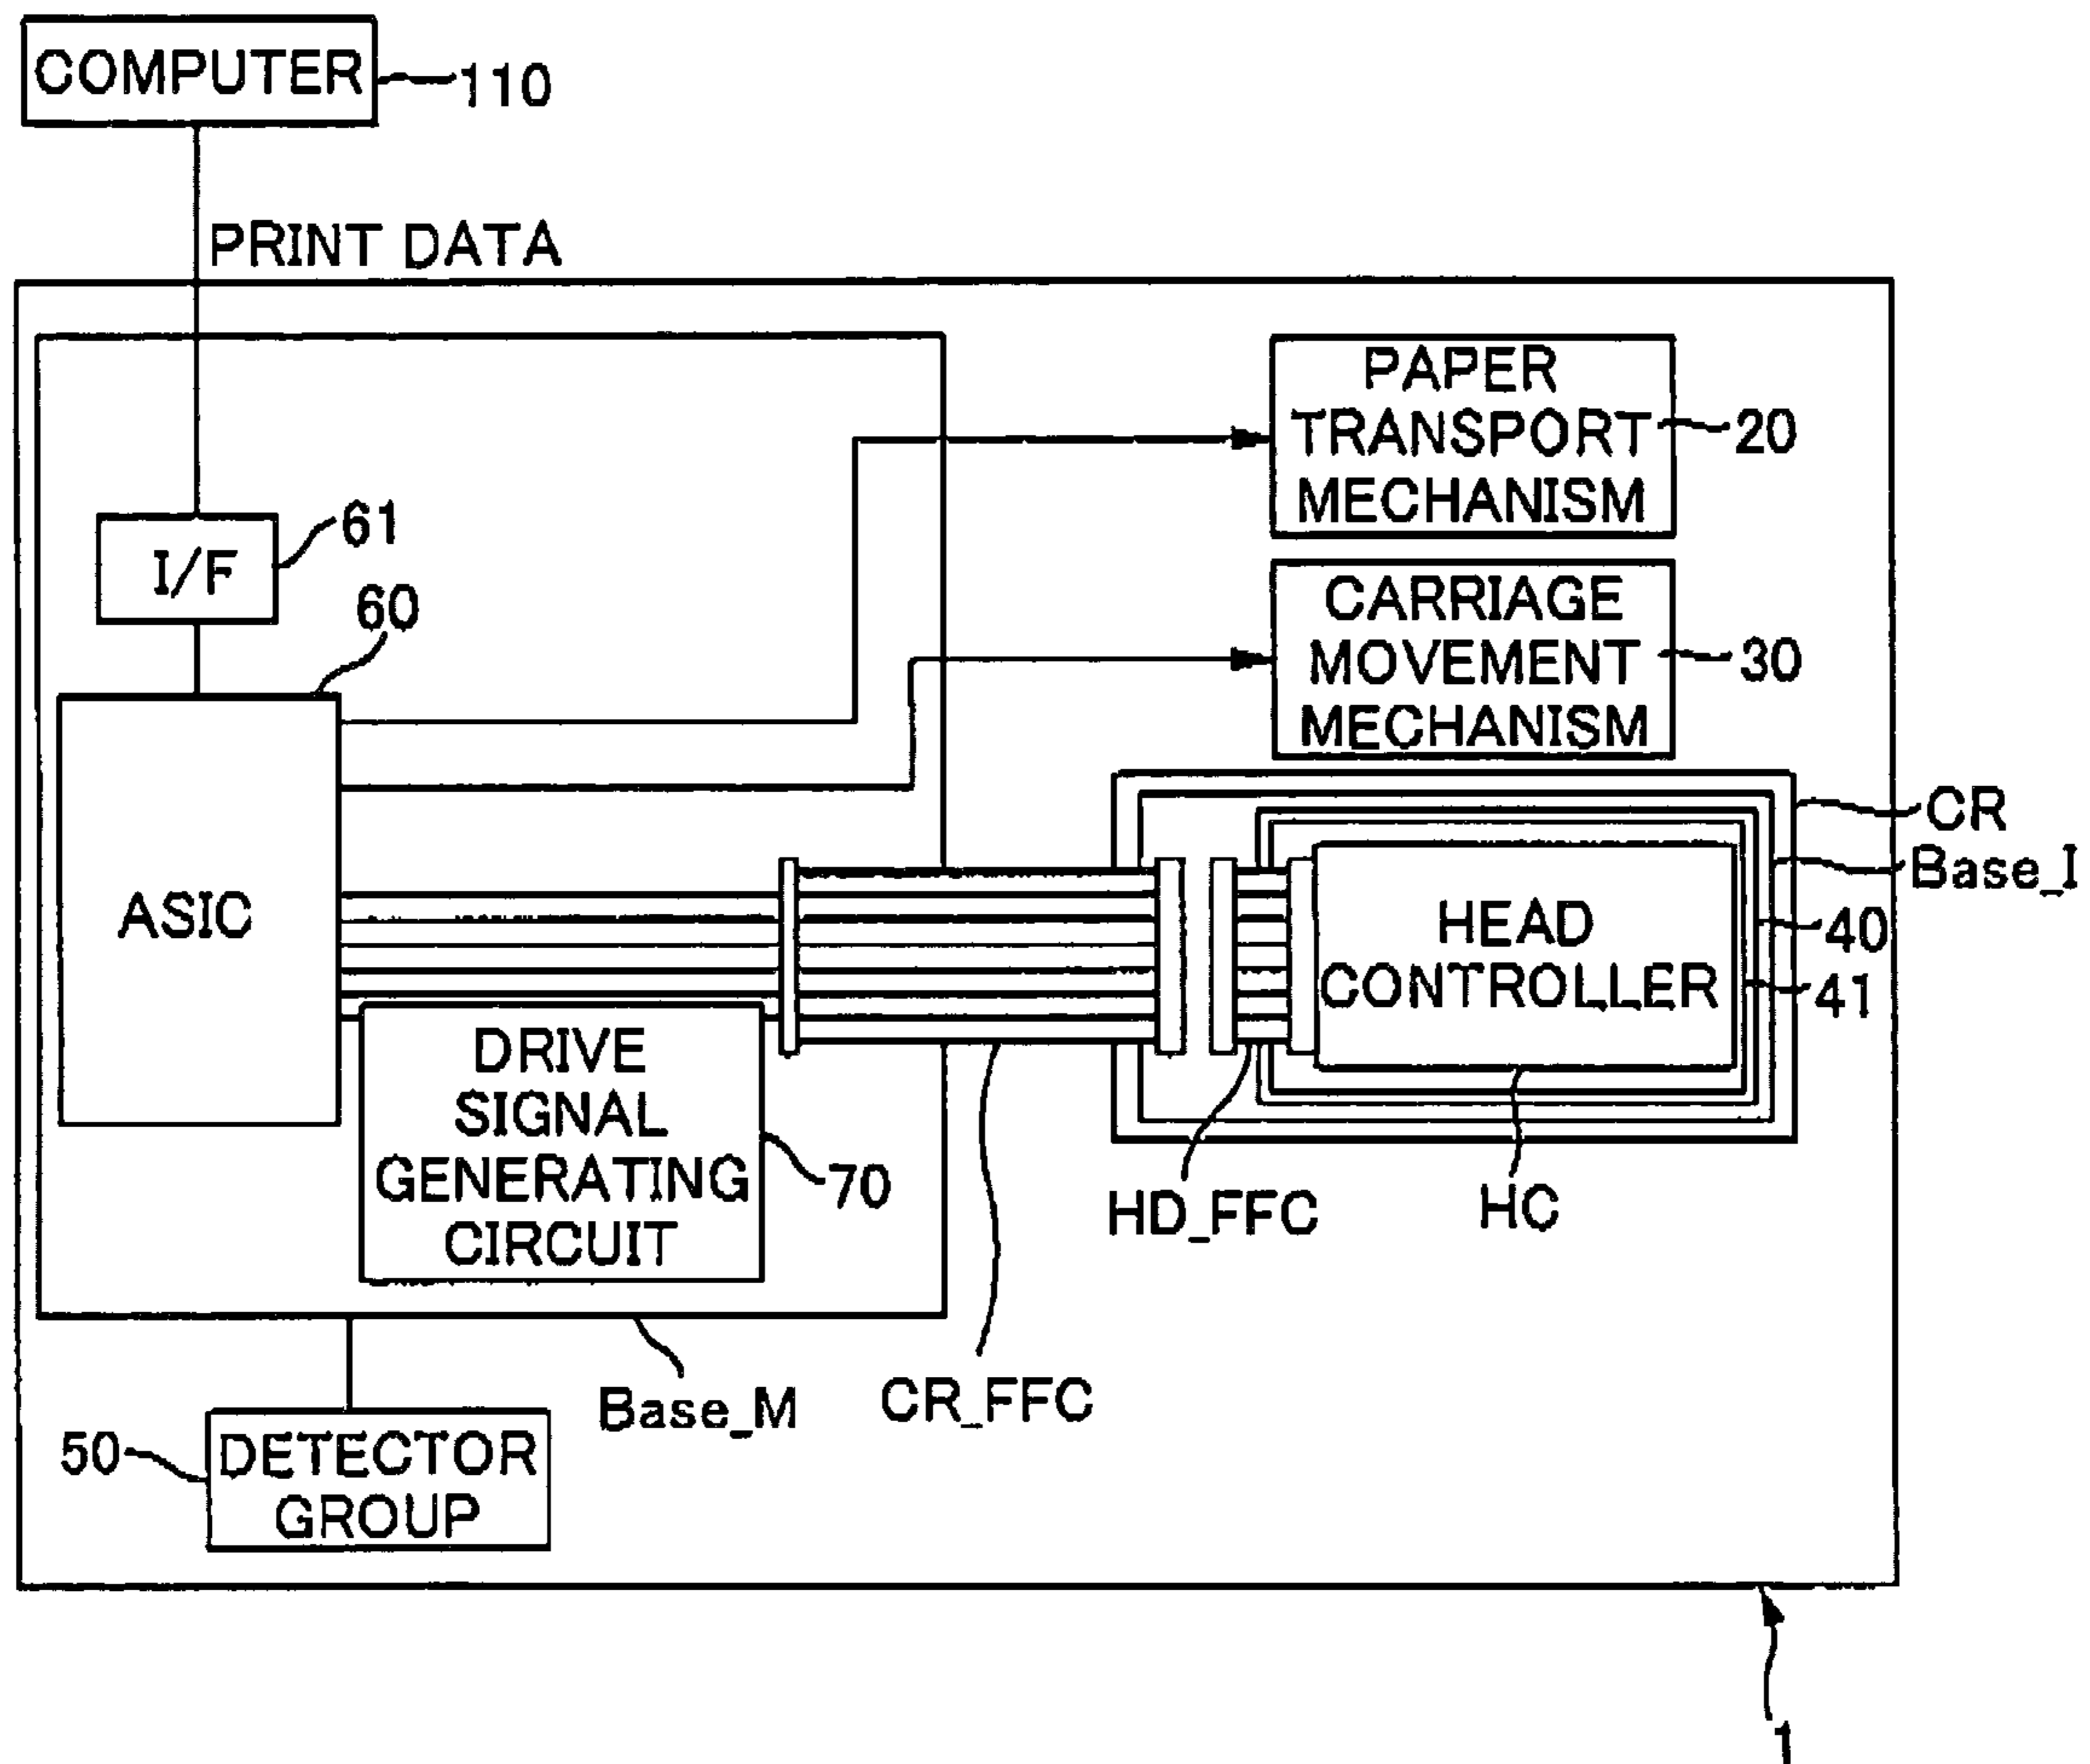 COMPUTER
110
PRINT DATA
PAPER
TRANSPORT
MECHANISM
20
61
I/F
60
CARRIAGE
MOVEMENT
MECHANISM
30
CR
Base_I
ASIC
HEAD
CONTROLLER
40
41
DRIVE
SIGNAL
GENERATING
CIRCUIT
70
HD_FFC
HC
Base_M
CR_FFC
50
DETECTOR
GROUP
1